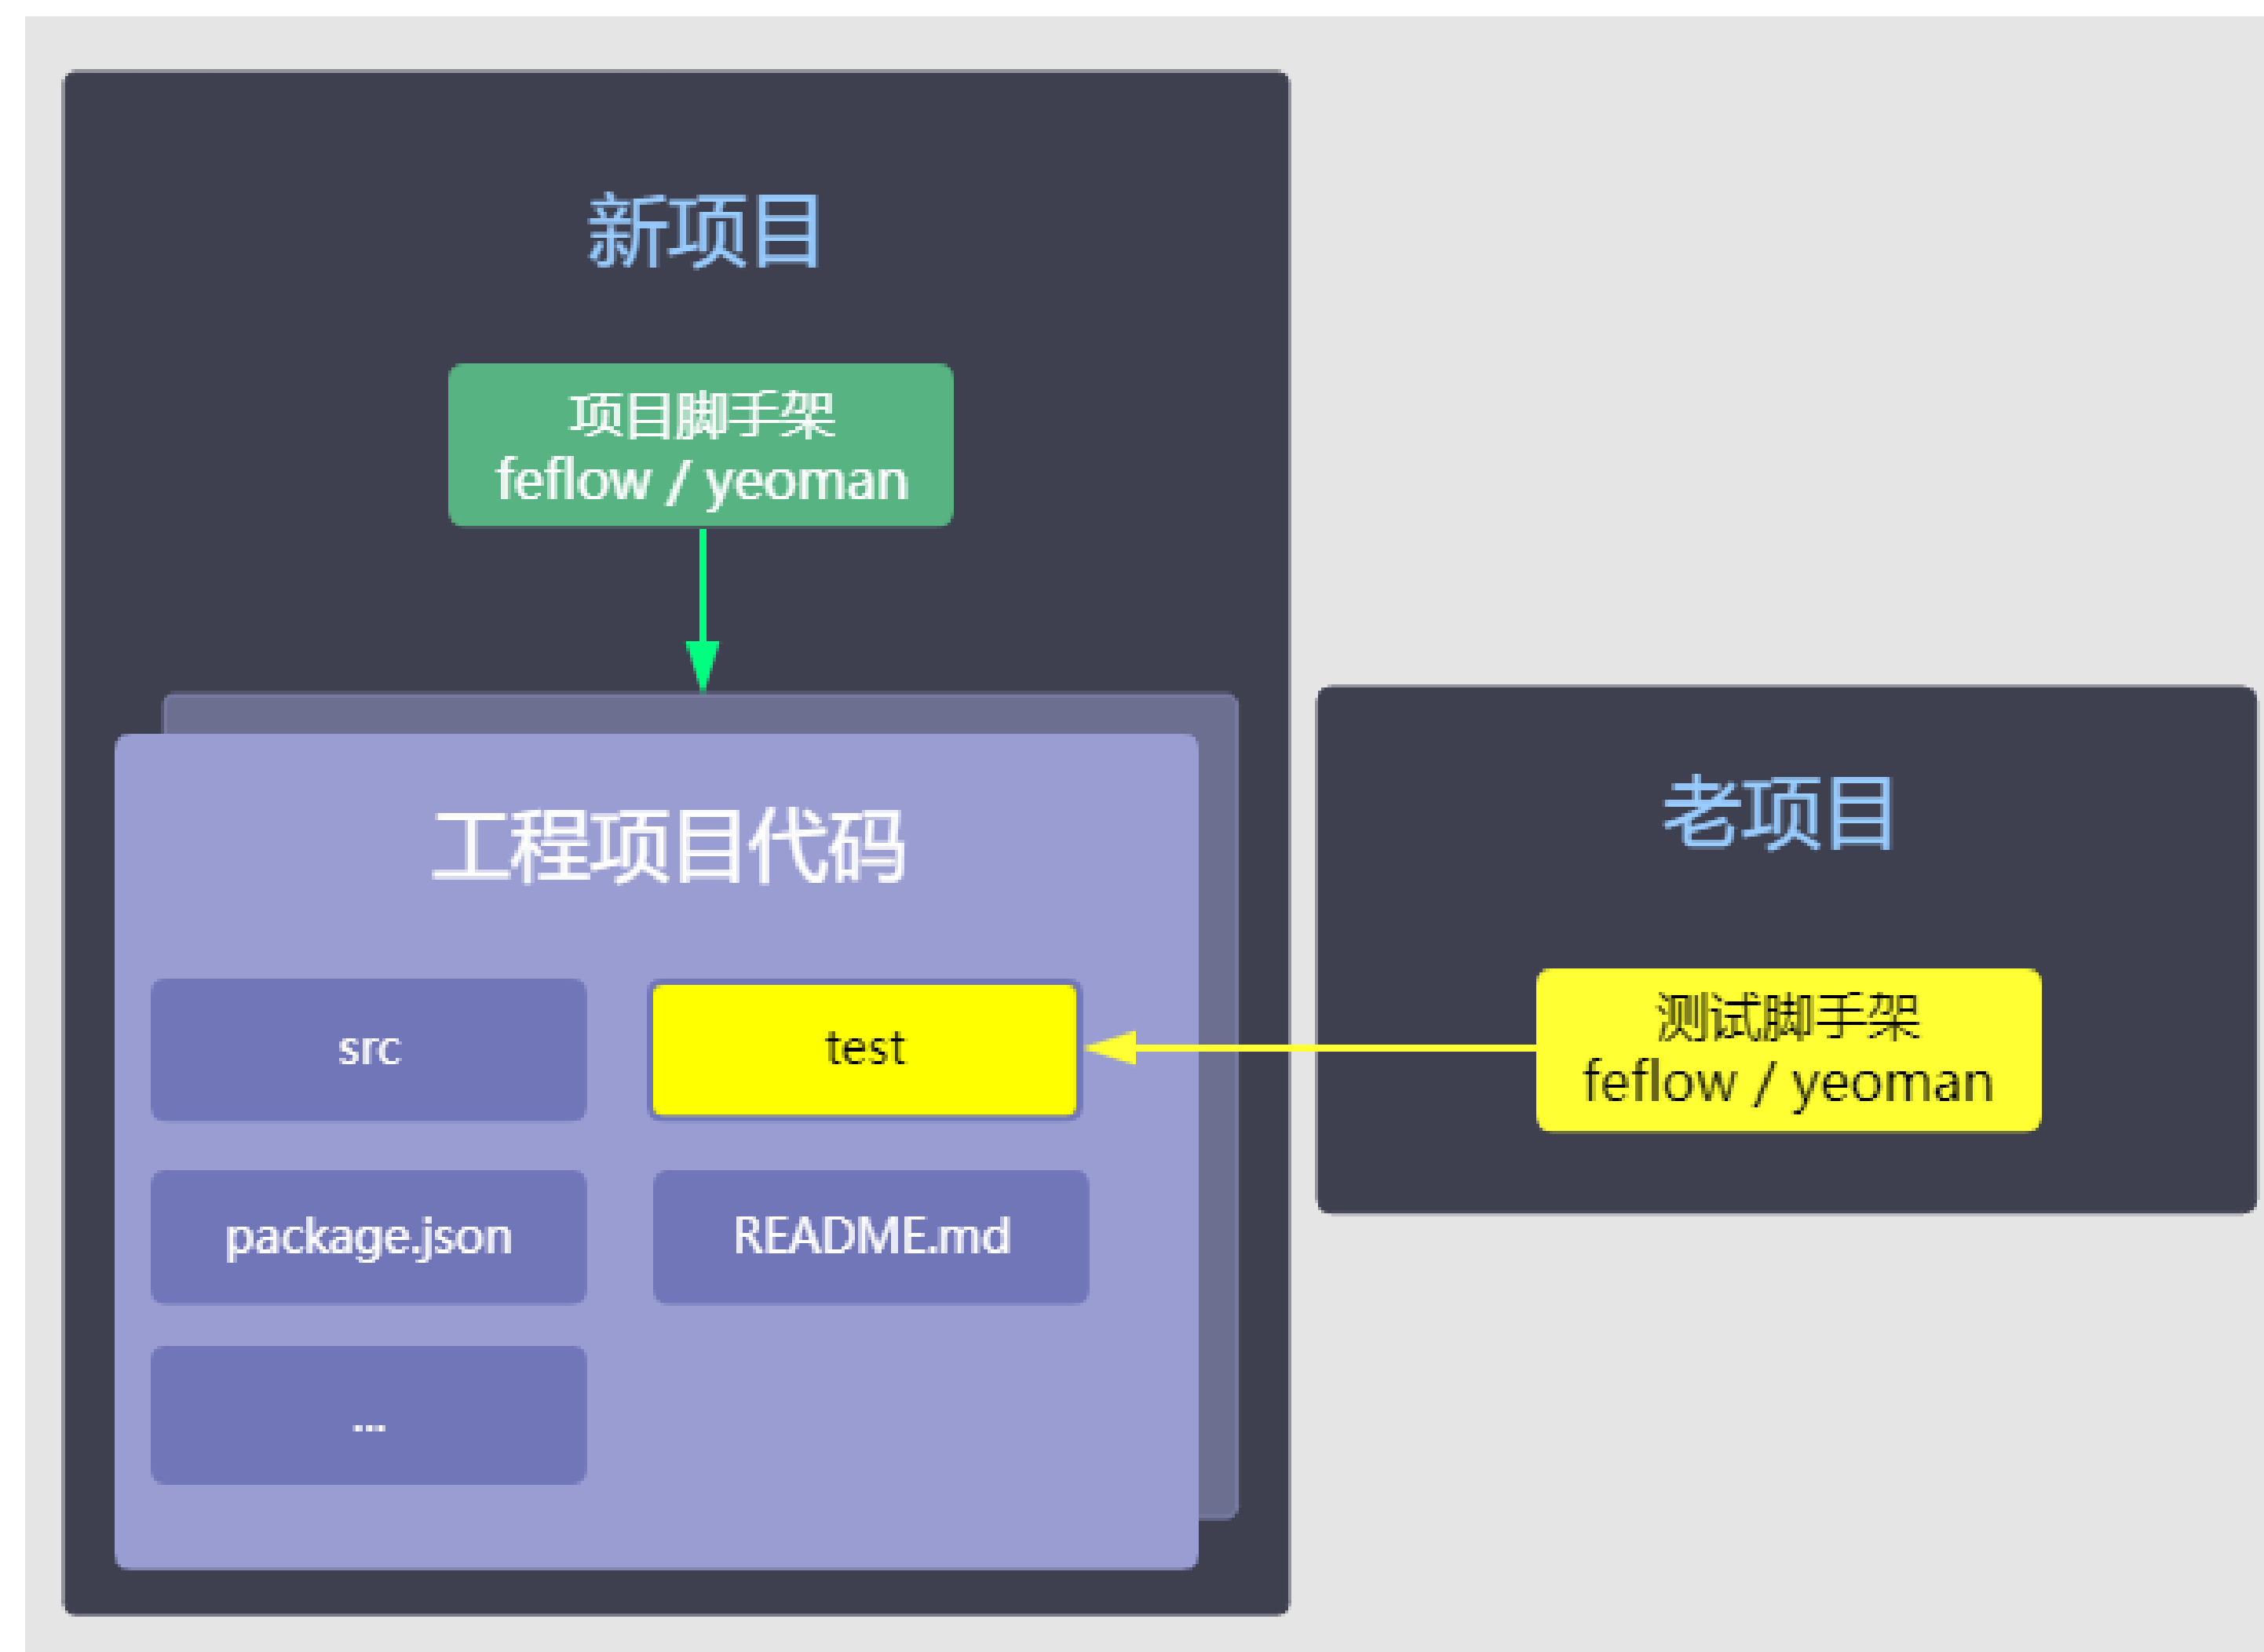 新项目
项目脚手架
feflow / yeoman
工程项目代码
src
test
package.json
README.md
...
老项目
测试脚手架
feflow / yeoman